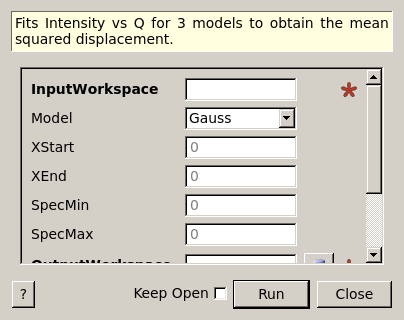 Fits Intensity vs Q for 3 models to obtain the mean
squared displacement.
InputWorkspace *
Model Gauss
XStart 0
XEnd 0
SpecMin 0
SpecMax 0
OutputWorkspace
? Keep Open Run Close